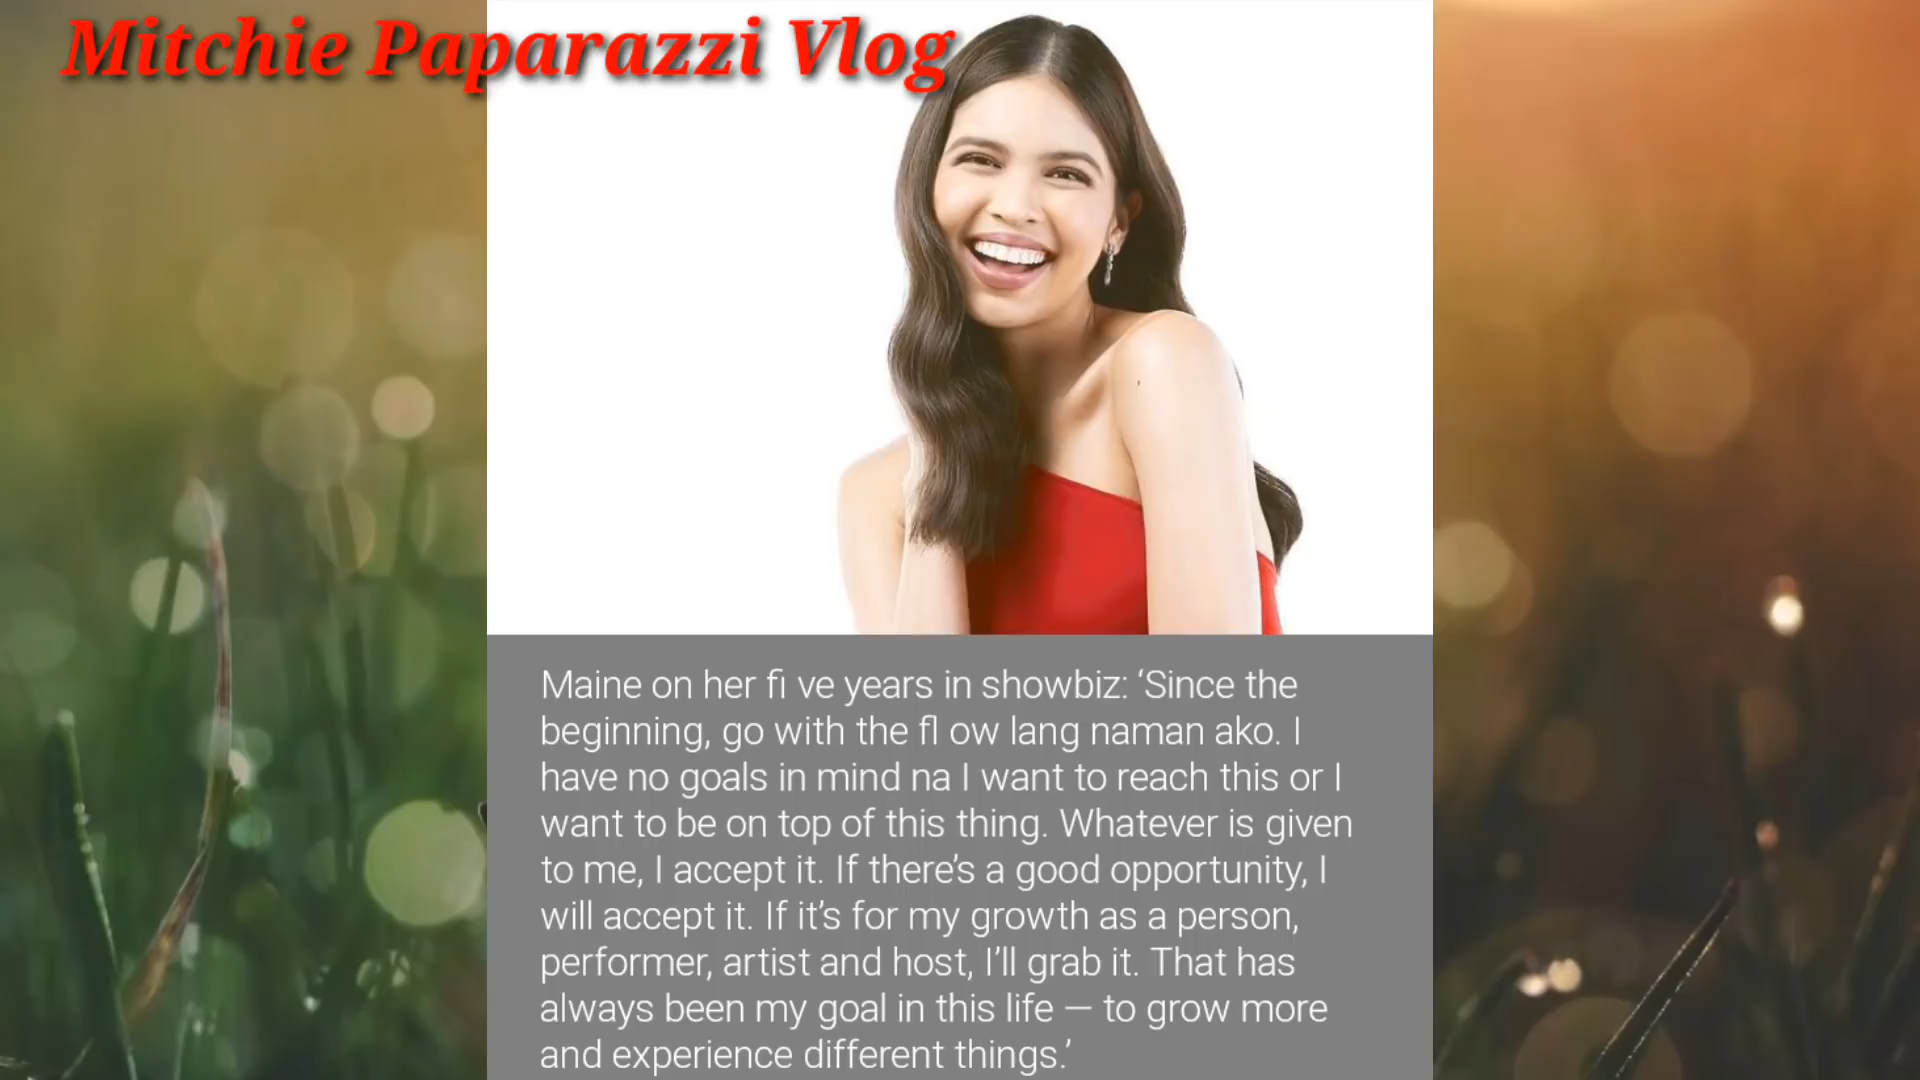 Mitchie Paparazzi Vlog
Maine on her fi ve years in showbiz: ‘Since the
beginning, go with the fl ow lang naman ako. I
have no goals in mind na I want to reach this or I
want to be on top of this thing. Whatever is given
to me, I accept it. If there’s a good opportunity, I
will accept it. If it’s for my growth as a person,
performer, artist and host, I’ll grab it. That has
always been my goal in this life — to grow more
and experience different things.’